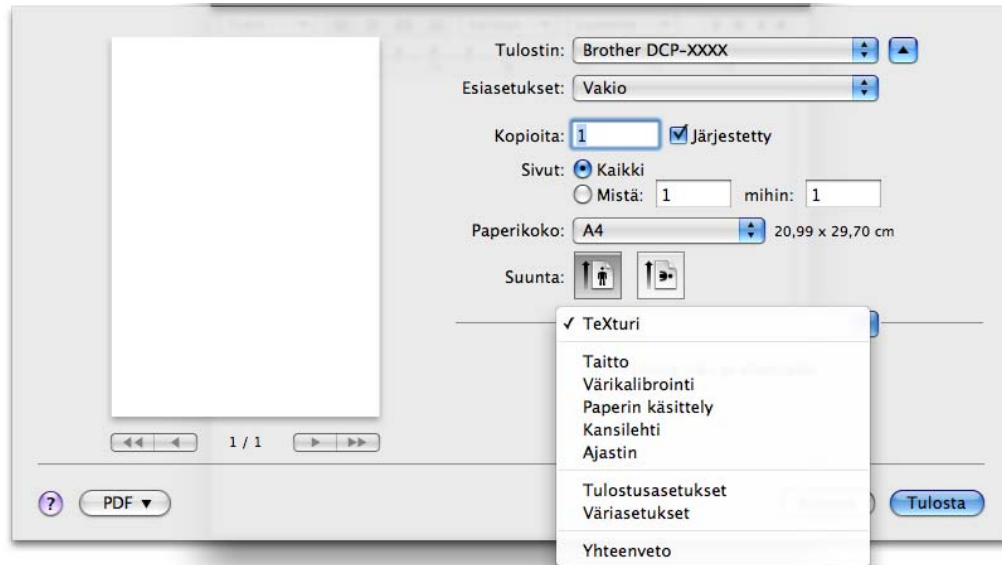 Tulostin: Brother DCP-XXXX
Esiasetukset: Vakio
Kopioita: 1 Järjestetty
Sivut: Kaikki
Mistä: 1 mihin: 1
Paperikoko: A4 20,99 x 29,70 cm
Suunta:
✓ TeXturi
Taitto
Värikalibrointi
Paperin käsittely
Kansilehti
Ajastin
1 / 1
Tulostusasetukset
Väriasetukset
? PDF ▼ Tulosta
Yhteenveto